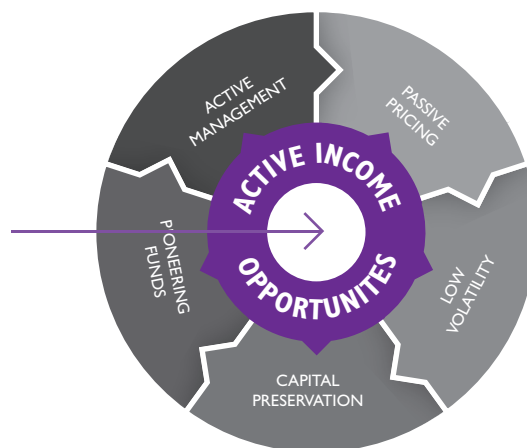 ACTIVE
MANAGEMENT
PASSIVE
PRICING
ACTIVE INCOME
OPPORTUNITES
PIONEERING
FUNDS
LOW
VOLATILITY
CAPITAL
PRESERVATION